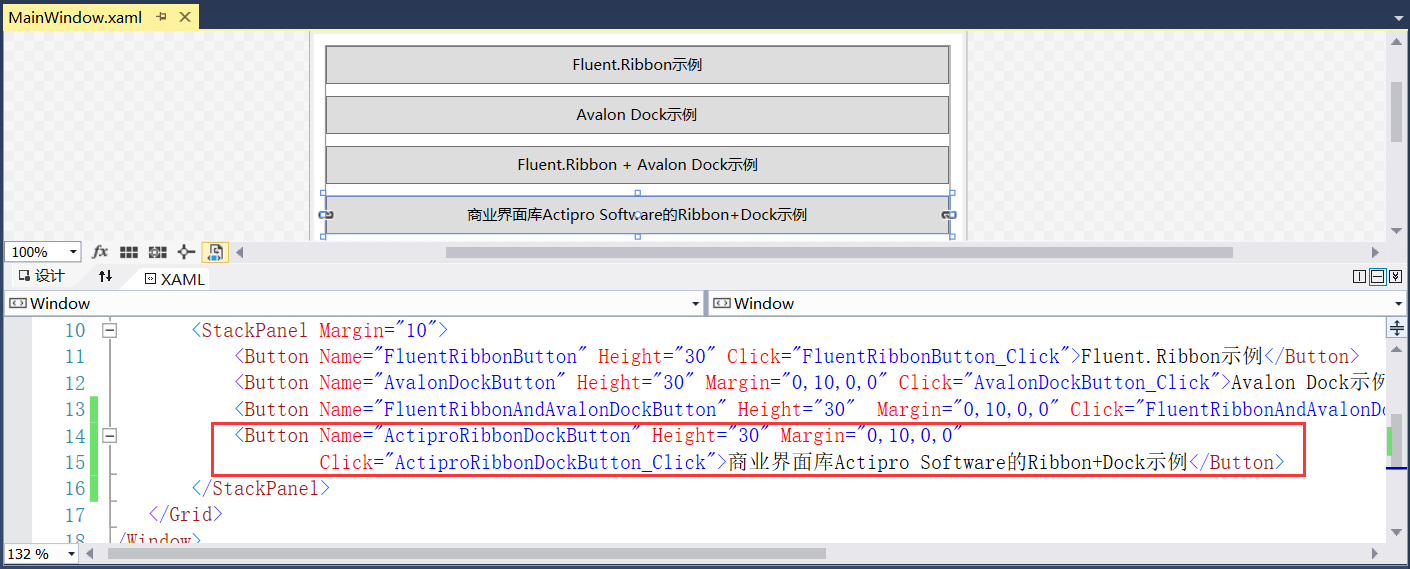 MainWindow.xaml
Fluent.Ribbon示例
Avalon Dock示例
Fluent.Ribbon + Avalon Dock示例
商业界面库Actipro Software的Ribbon+Dock示例
100%
fx
设计
XAML
Window
Window
10 <StackPanel Margin="10">
11 <Button Name="FluentRibbonButton" Height="30" Click="FluentRibbonButton_Click">Fluent.Ribbon示例</Button>
12 <Button Name="AvalonDockButton" Height="30" Margin="0,10,0,0" Click="AvalonDockButton_Click">Avalon Dock示例
13 <Button Name="FluentRibbonAndAvalonDockButton" Height="30"  Margin="0,10,0,0" Click="FluentRibbonAndAvalonDo
14 <Button Name="ActiproRibbonDockButton" Height="30" Margin="0,10,0,0"
15 Click="ActiproRibbonDockButton_Click">商业界面库Actipro Software的Ribbon+Dock示例</Button>
16 </StackPanel>
17 </Grid>
18 /Window>
132 %